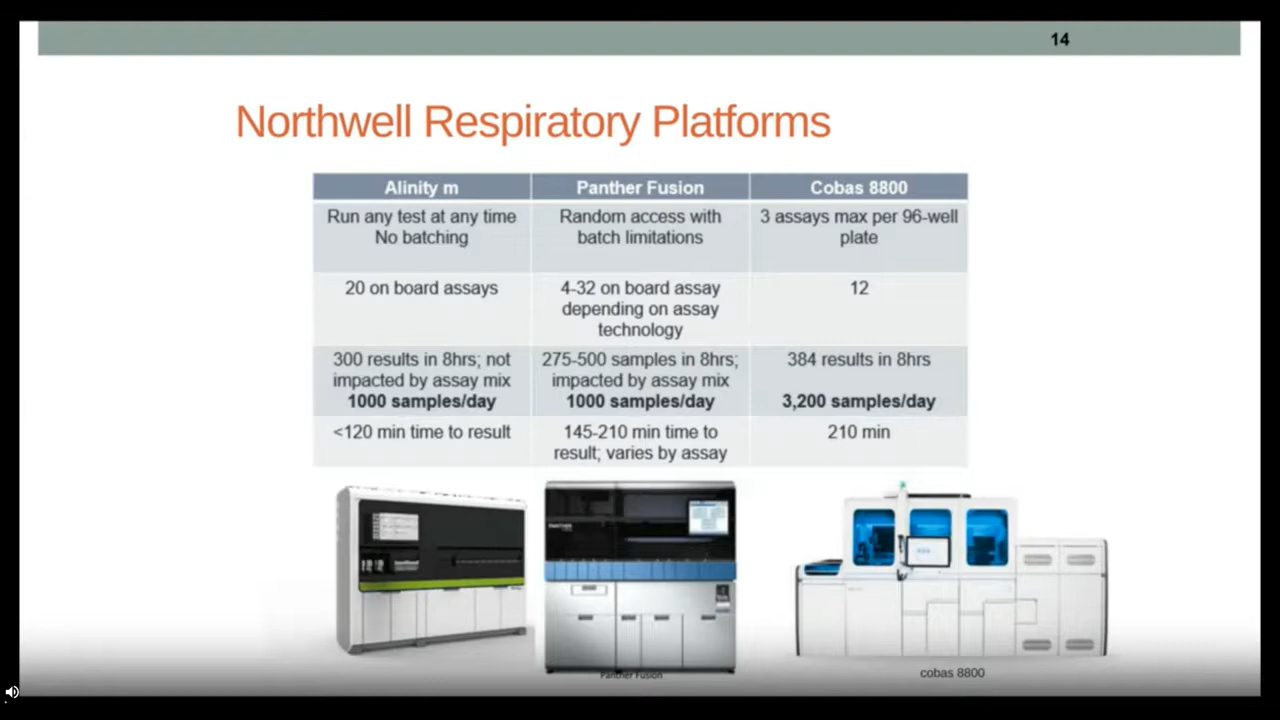 14
Northwell Respiratory Platforms
Alinity m
Panther Fusion
Cobas 8800
Run any test at any time
No batching
Random access with
batch limitations
3 assays max per 96-well
plate
20 on board assays
4-32 on board assay
depending on assay
technology
12
300 results in 8hrs; not
impacted by assay mix
1000 samples/day
275-500 samples in 8hrs;
impacted by assay mix
1000 samples/day
384 results in 8hrs
3,200 samples/day
<120 min time to result
145-210 min time to
result; varies by assay
210 min
PANTHER
Panther Fusion
cobas 8800